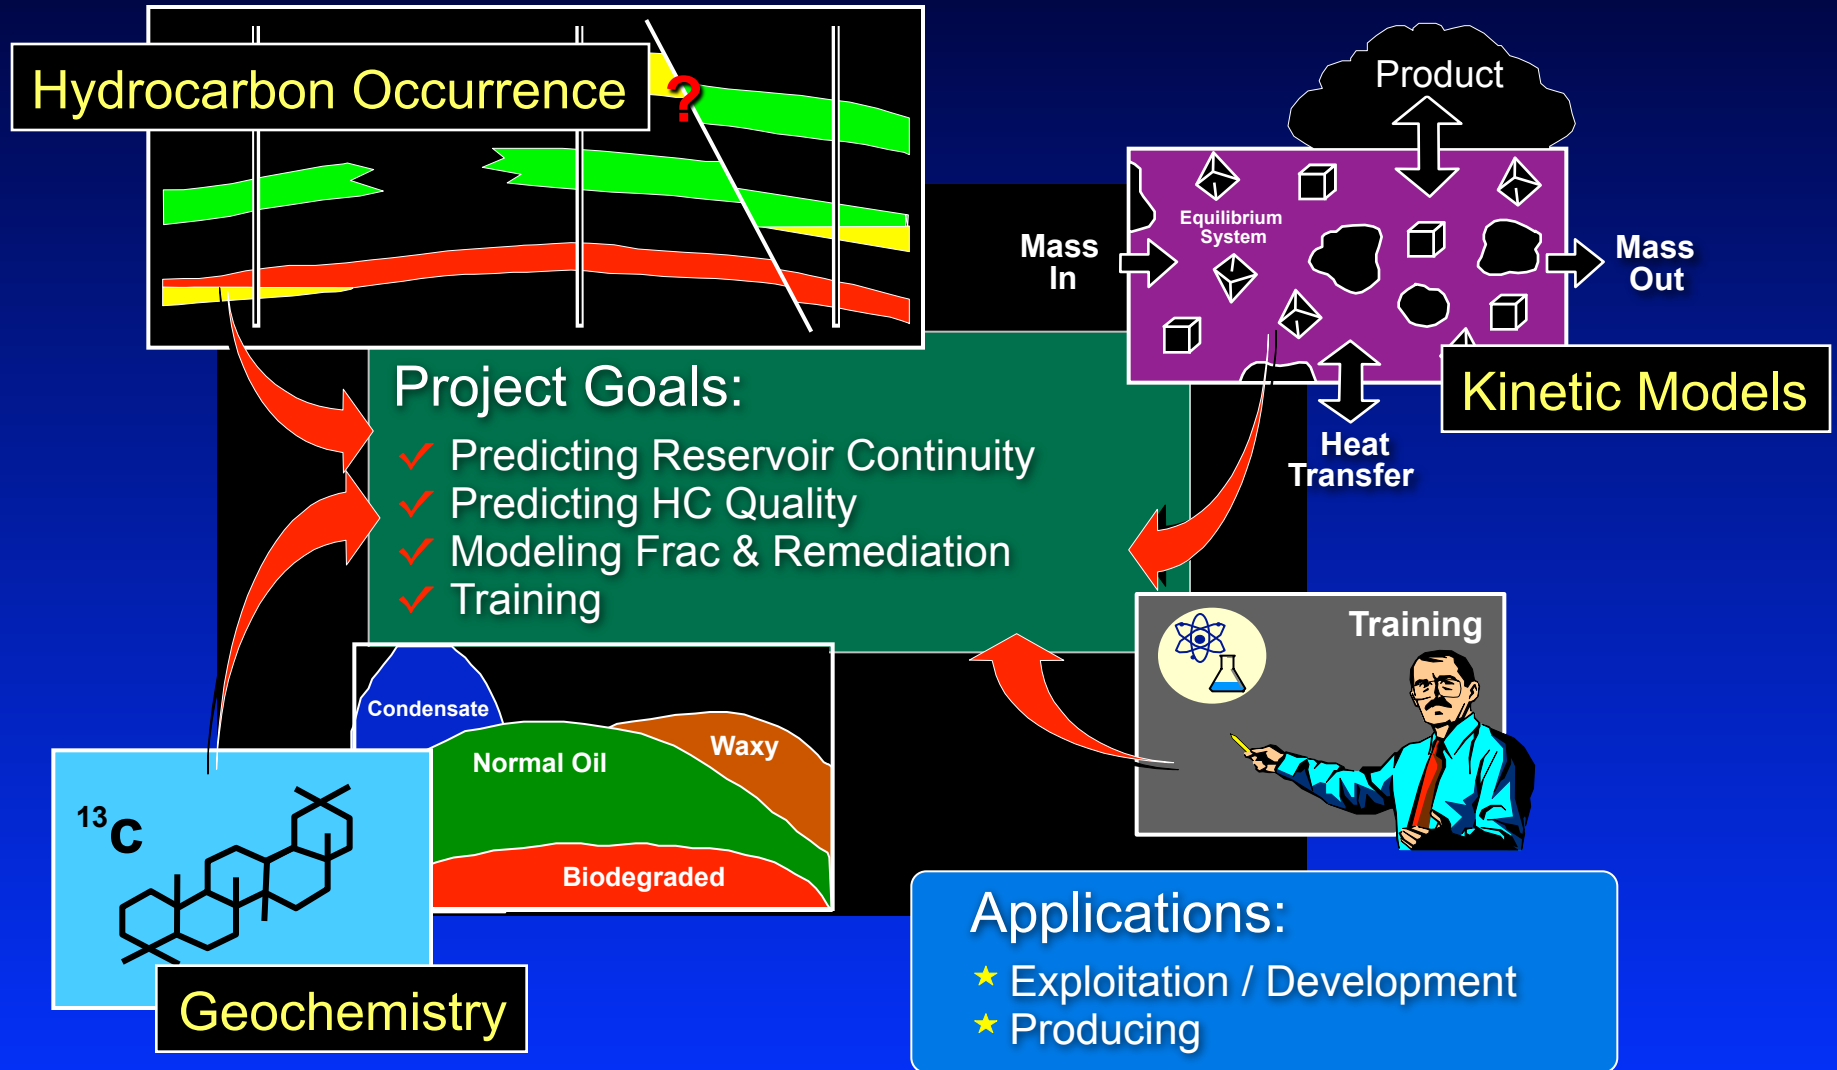 Hydrocarbon Occurrence
?
Product
Equilibrium
System
Mass
In
Mass
Out
Heat
Transfer
Kinetic Models
Project Goals:
Predicting Reservoir Continuity
Predicting HC Quality
Modeling Frac & Remediation
Training
Training
Condensate
Normal Oil
Waxy
Biodegraded
13c
Geochemistry
Applications:
Exploitation / Development
Producing